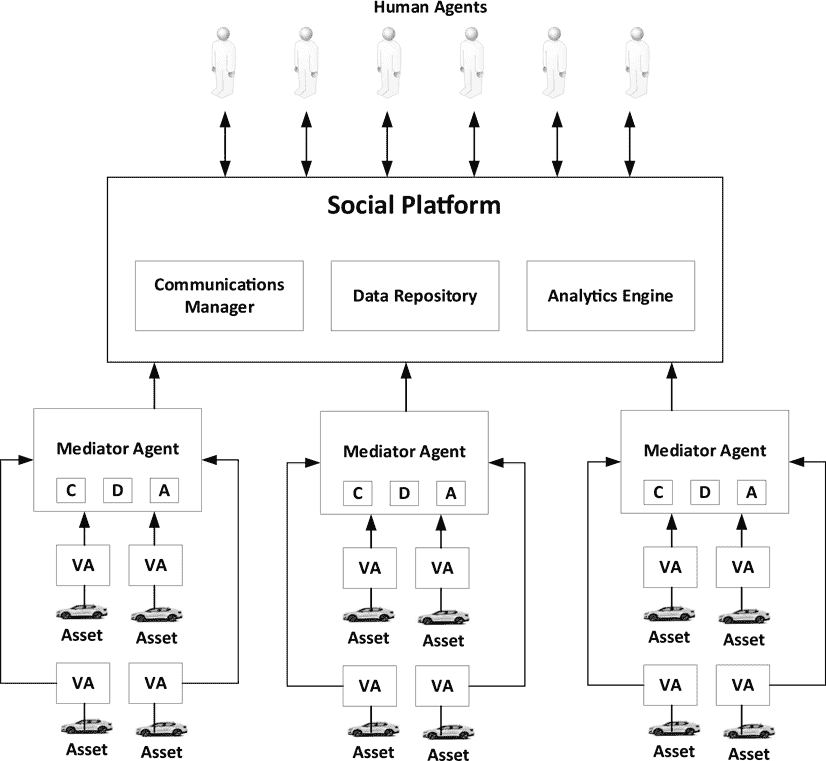 Human Agents
Social Platform
Communications
Manager
Data Repository
Analytics Engine
Mediator Agent
C D A
VA VA
Asset Asset
VA VA
Asset Asset
Mediator Agent
C D A
VA VA
Asset Asset
VA VA
Asset Asset
Mediator Agent
C D A
VA VA
Asset Asset
VA VA
Asset Asset